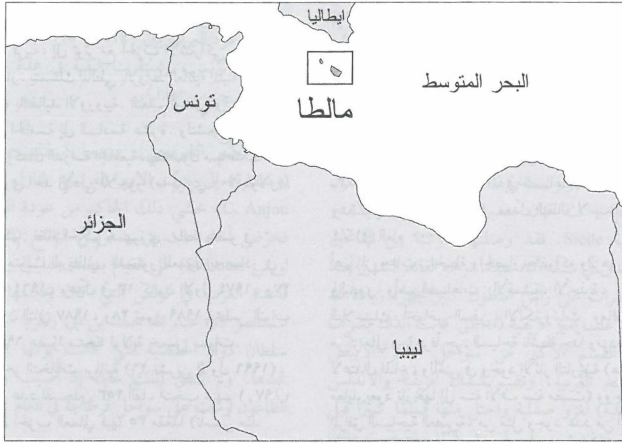 ايطاليا
البحر المتوسط
مالطا
تونس
الجزائر
ليبيا